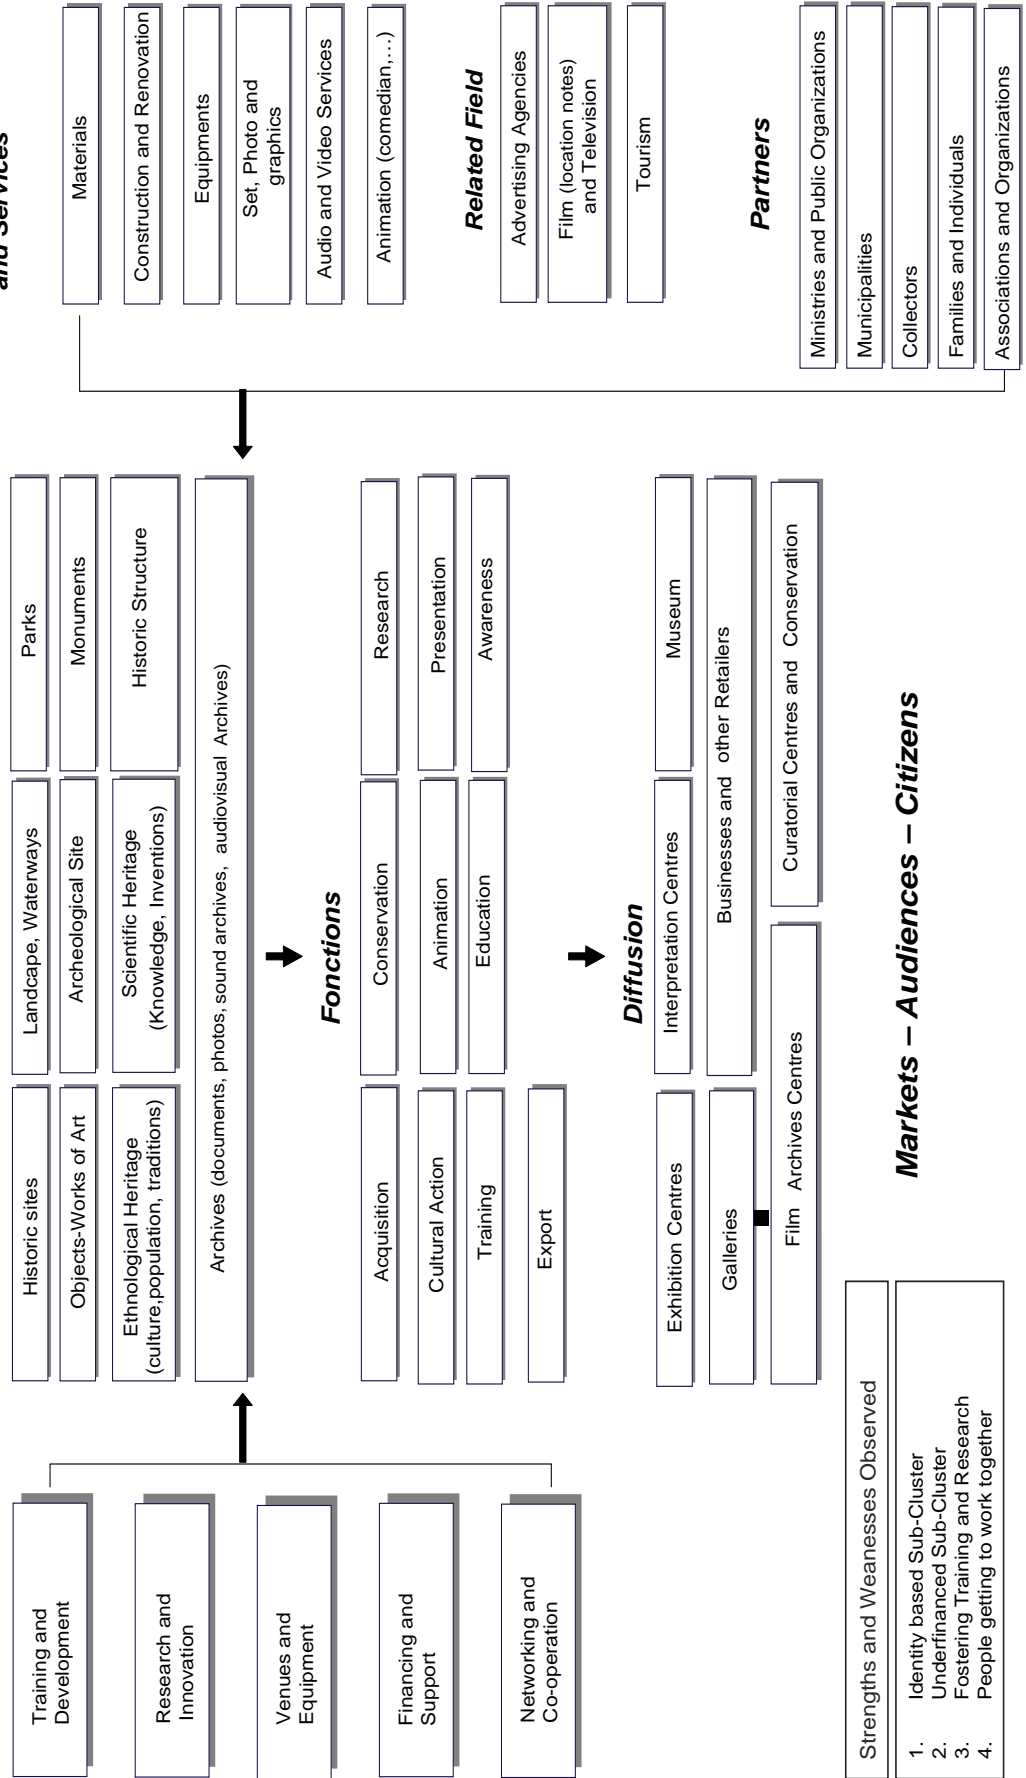 and Services
Training and
Development
Research and
Innovation
Venues and
Equipment
Financing and
Support
Networking and
Co-operation
Historic sites
Landscape, Waterways
Parks
Objects-Works of Art
Archeological Site
Monuments
Ethnological Heritage
(culture,population, traditions)
Scientific Heritage
(Knowledge, Inventions)
Historic Structure
Archives (documents, photos, sound archives, audiovisual Archives)
Fonctions
Acquisition
Conservation
Research
Cultural Action
Animation
Presentation
Training
Education
Awareness
Export
Diffusion
Exhibition Centres
Interpretation Centres
Museum
Galleries
Businesses and other Retailers
Film Archives Centres
Curatorial Centres and Conservation
Markets – Audiences – Citizens
Materials
Construction and Renovation
Equipments
Set, Photo and
graphics
Audio and Video Services
Animation (comedian,…)
Related Field
Advertising Agencies
Film (location notes)
and Television
Tourism
Partners
Ministries and Public Organizations
Municipalities
Collectors
Families and Individuals
Associations and Organizations
Strengths and Weanesses Observed
1. Identity based Sub-Cluster
2. Underfinanced Sub-Cluster
3. Fostering Training and Research
4. People getting to work together